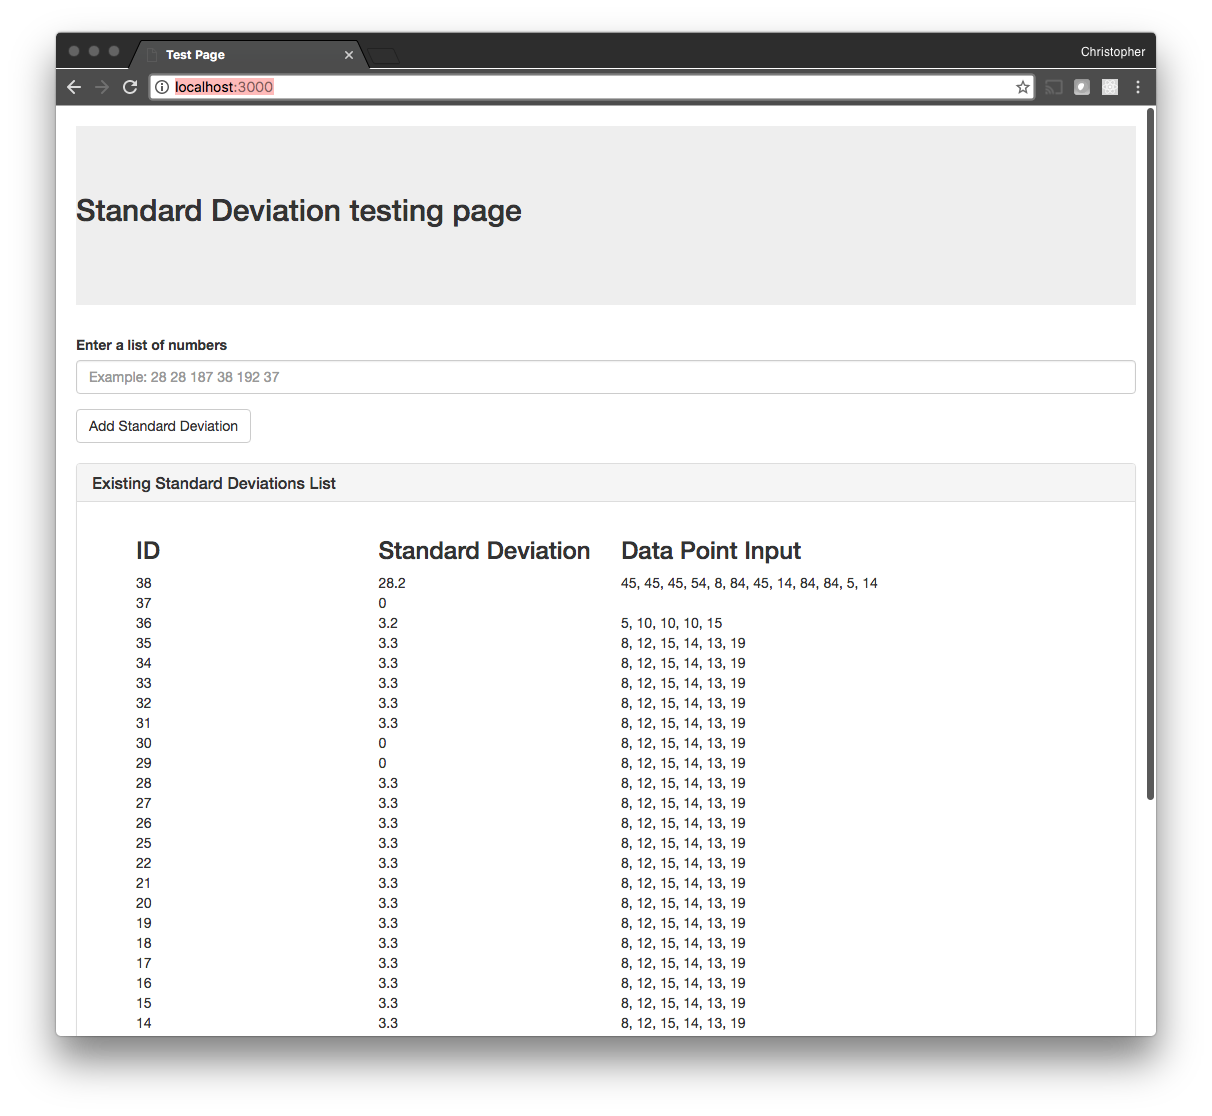 Test Page
Christopher
localhost:3000
Standard Deviation testing page
Enter a list of numbers
Example: 28 28 187 38 192 37
Add Standard Deviation
Existing Standard Deviations List
ID Standard Deviation Data Point Input
38 28.2 45, 45, 45, 54, 8, 84, 45, 14, 84, 84, 5, 14
37 0
36 3.2 5, 10, 10, 10, 15
35 3.3 8, 12, 15, 14, 13, 19
34 3.3 8, 12, 15, 14, 13, 19
33 3.3 8, 12, 15, 14, 13, 19
32 3.3 8, 12, 15, 14, 13, 19
31 3.3 8, 12, 15, 14, 13, 19
30 0 8, 12, 15, 14, 13, 19
29 0 8, 12, 15, 14, 13, 19
28 3.3 8, 12, 15, 14, 13, 19
27 3.3 8, 12, 15, 14, 13, 19
26 3.3 8, 12, 15, 14, 13, 19
25 3.3 8, 12, 15, 14, 13, 19
22 3.3 8, 12, 15, 14, 13, 19
21 3.3 8, 12, 15, 14, 13, 19
20 3.3 8, 12, 15, 14, 13, 19
19 3.3 8, 12, 15, 14, 13, 19
18 3.3 8, 12, 15, 14, 13, 19
17 3.3 8, 12, 15, 14, 13, 19
16 3.3 8, 12, 15, 14, 13, 19
15 3.3 8, 12, 15, 14, 13, 19
14 3.3 8, 12, 15, 14, 13, 19